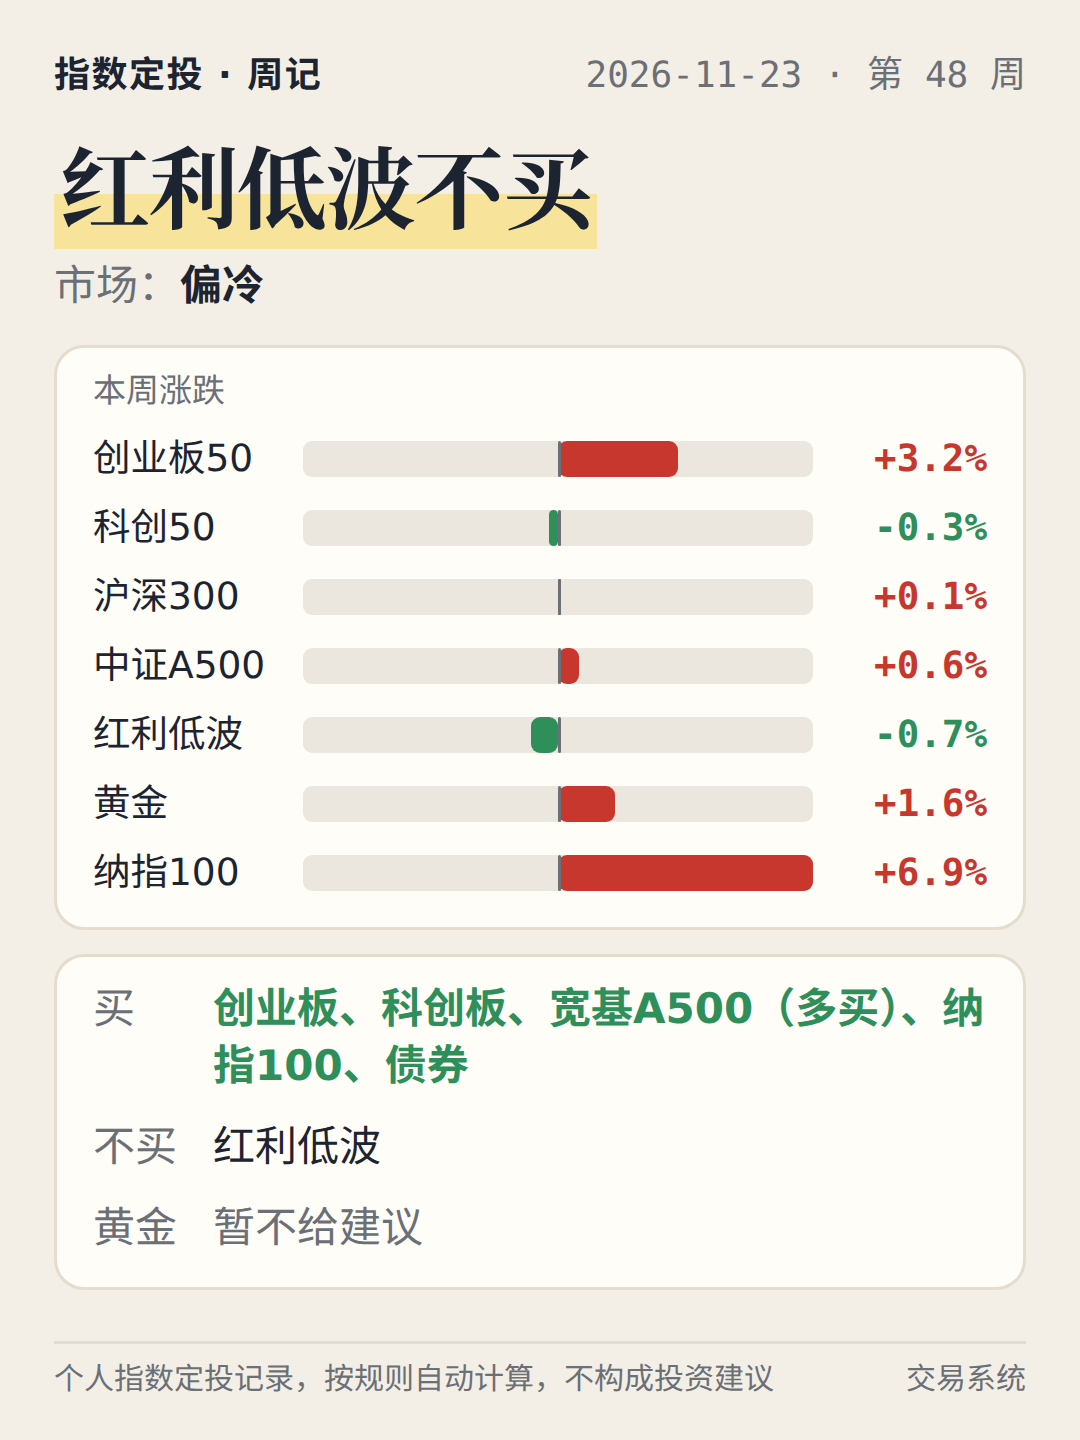 指数定投 · 周记
2026-11-23 · 第 48 周
红利低波不买
市场：偏冷
本周涨跌
创业板50 +3.2%
科创50 -0.3%
沪深300 +0.1%
中证A500 +0.6%
红利低波 -0.7%
黄金 +1.6%
纳指100 +6.9%
买 创业板、科创板、宽基A500（多买）、纳
指100、债券
不买 红利低波
黄金 暂不给建议
个人指数定投记录，按规则自动计算，不构成投资建议
交易系统